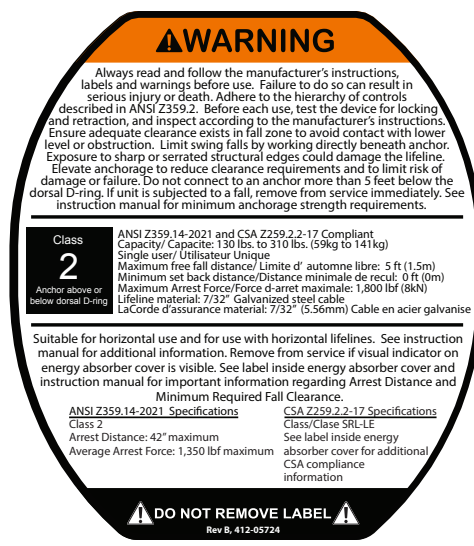 WARNING
Always read and follow the manufacturer's instructions,
labels and warnings before use. Failure to do so can result in
serious injury or death. Adhere to the hierarchy of controls
described in ANSI Z359.2. Before each use, test the device for locking
and retraction, and inspect according to the manufacturer's instructions.
Ensure adequate clearance exists in fall zone to avoid contact with lower
level or obstruction. Limit swing falls by working directly beneath anchor.
Exposure to sharp or serrated structural edges could damage the lifeline.
Elevate anchorage to reduce clearance requirements and to limit risk of
damage or failure. Do not connect to an anchor more than 5 feet below the
dorsal D-ring. If unit is subjected to a fall, remove from service immediately. See
instruction manual for minimum anchorage strength requirements.
Class
2
Anchor above or
below dorsal D-ring
ANSI Z359.14-2021 and CSA Z259.2.2-17 Compliant
Capacity/ Capacite: 130 lbs. to 310 lbs. (59kg to 141kg)
Single user/ Utilisateur Unique
Maximum free fall distance/ Limite d' automne libre: 5 ft (1.5m)
Minimum set back distance/Distance minimale de recul: 0 ft (0m)
Maximum Arrest Force/Force d-arret maximale: 1,800 lbf (8kN)
Lifeline material: 7/32" Galvanized steel cable
LaCorde d'assurance material: 7/32" (5.56mm) Cable en acier galvanise
Suitable for horizontal use and for use with horizontal lifelines. See instruction
manual for additional information. Remove from service if visual indicator on
energy absorber cover is visible. See label inside energy absorber cover and
instruction manual for important information regarding Arrest Distance and
Minimum Required Fall Clearance.
ANSI Z359.14-2021 Specifications
Class 2
Arrest Distance: 42" maximum
Average Arrest Force: 1,350 lbf maximum
CSA Z259.2.2-17 Specifications
Class/Clase SRL-LE
See label inside energy
absorber cover for additional
CSA compliance
information
DO NOT REMOVE LABEL
Rev B, 412-05724